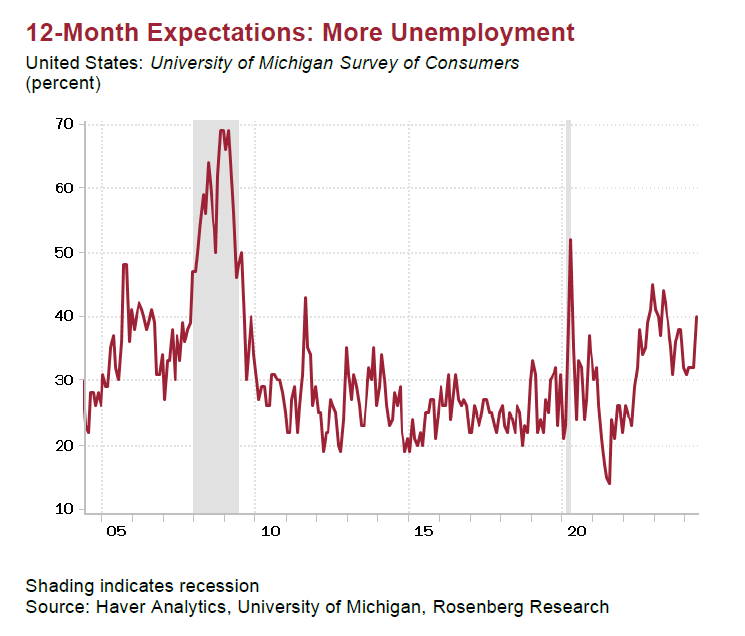 12-Month Expectations: More Unemployment
United States: University of Michigan Survey of Consumers
(percent)
70
60
50
40
30
20
10
05 10 15 20
Shading indicates recession
Source: Haver Analytics, University of Michigan, Rosenberg Research